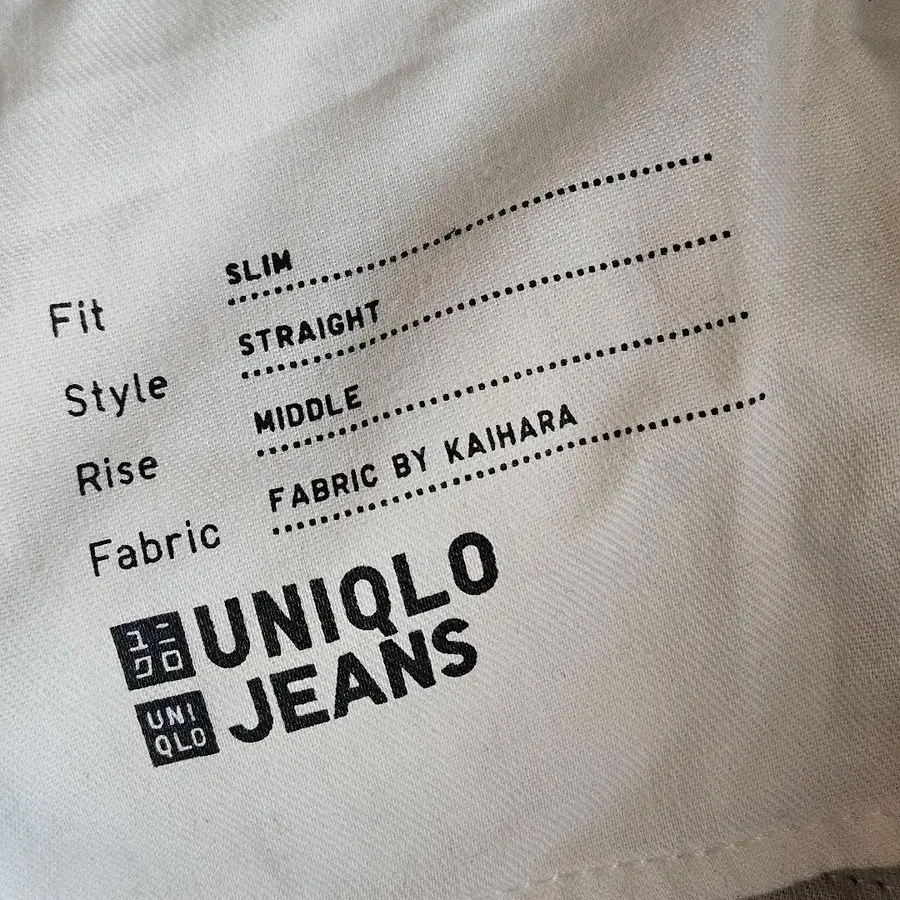 Fit SLIM
Style STRAIGHT
Rise MIDDLE
Fabric FABRIC BY KAIHARA
ユニ
クロ
UNIQLO
UNI
QLO
JEANS